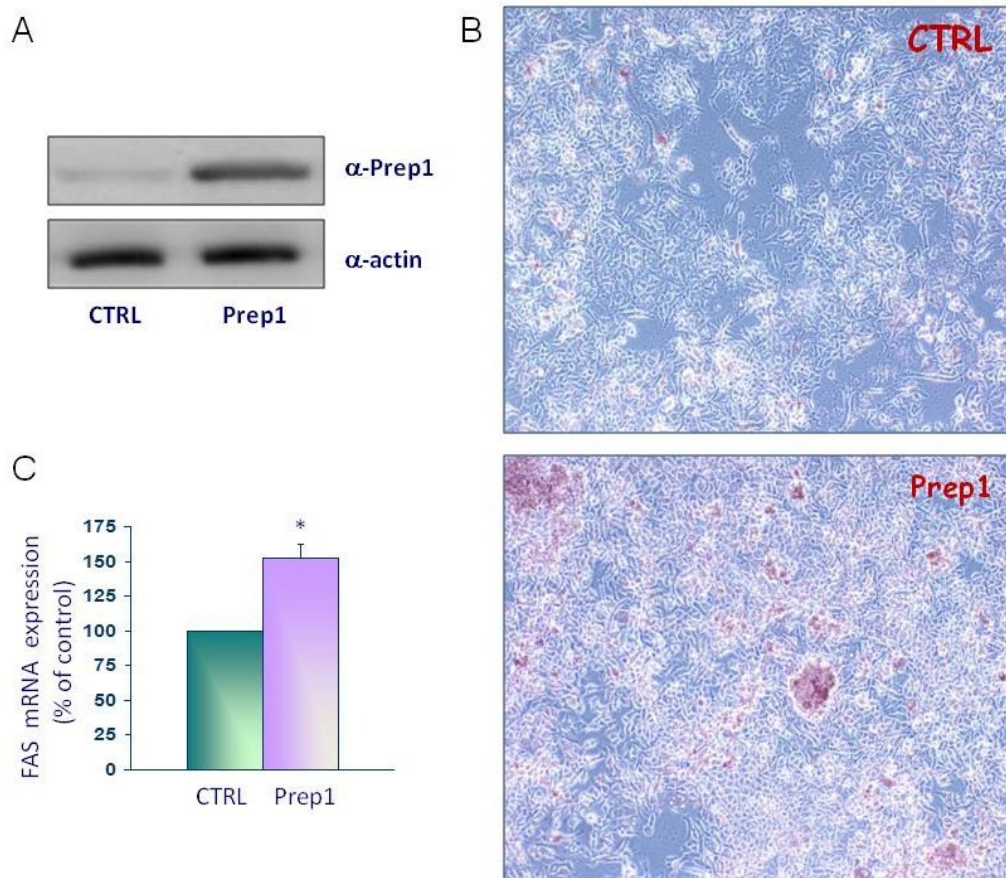 A
α-Prep1
α-actin
CTRL Prep1
B
CTRL
Prep1
C
FAS mRNA expression
(% of control)
175
150
125
100
75
50
25
0
*
CTRL Prep1